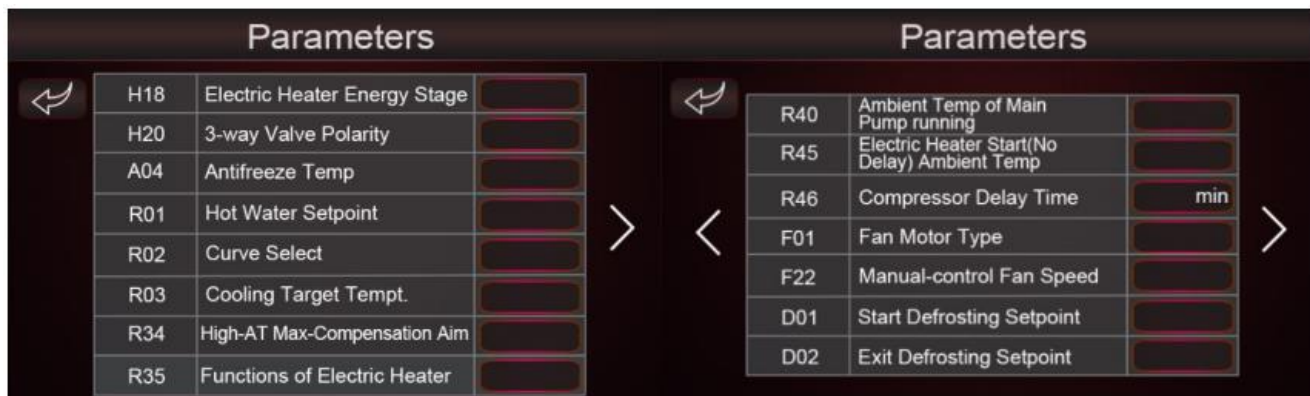 Parameters
H18 Electric Heater Energy Stage
H20 3-way Valve Polarity
A04 Antifreeze Temp
R01 Hot Water Setpoint
R02 Curve Select
R03 Cooling Target Tempt.
R34 High-AT Max-Compensation Aim
R35 Functions of Electric Heater
Parameters
R40 Ambient Temp of Main
Pump running
R45 Electric Heater Start(No
Delay) Ambient Temp
R46 Compressor Delay Time min
F01 Fan Motor Type
F22 Manual-control Fan Speed
D01 Start Defrosting Setpoint
D02 Exit Defrosting Setpoint